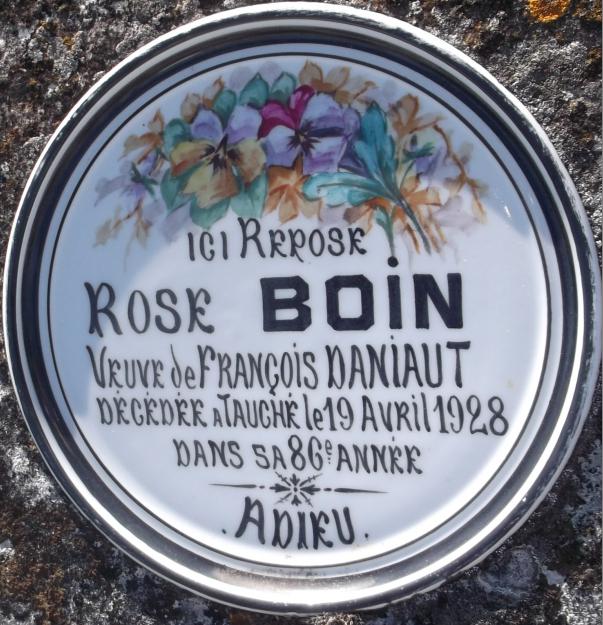 ICI REPOSE
ROSE BOiN
VEUVE de FRANÇOiS DANiAUT
DÉCÉDÉE A TAUCHÉ le 19 AVRil 1928
DANS SA 86e ANNÉE
. ADIEU .